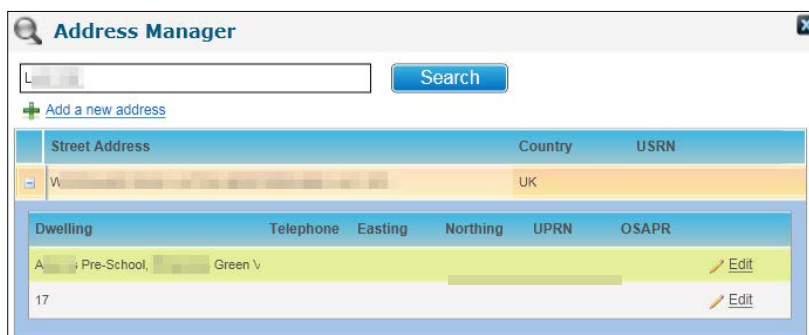 Address Manager
L
Search
Add a new address
Street Address Country USRN
W UK
Dwelling Telephone Easting Northing UPRN OSAPR
A s Pre-School, Green V
Edit
17 Edit